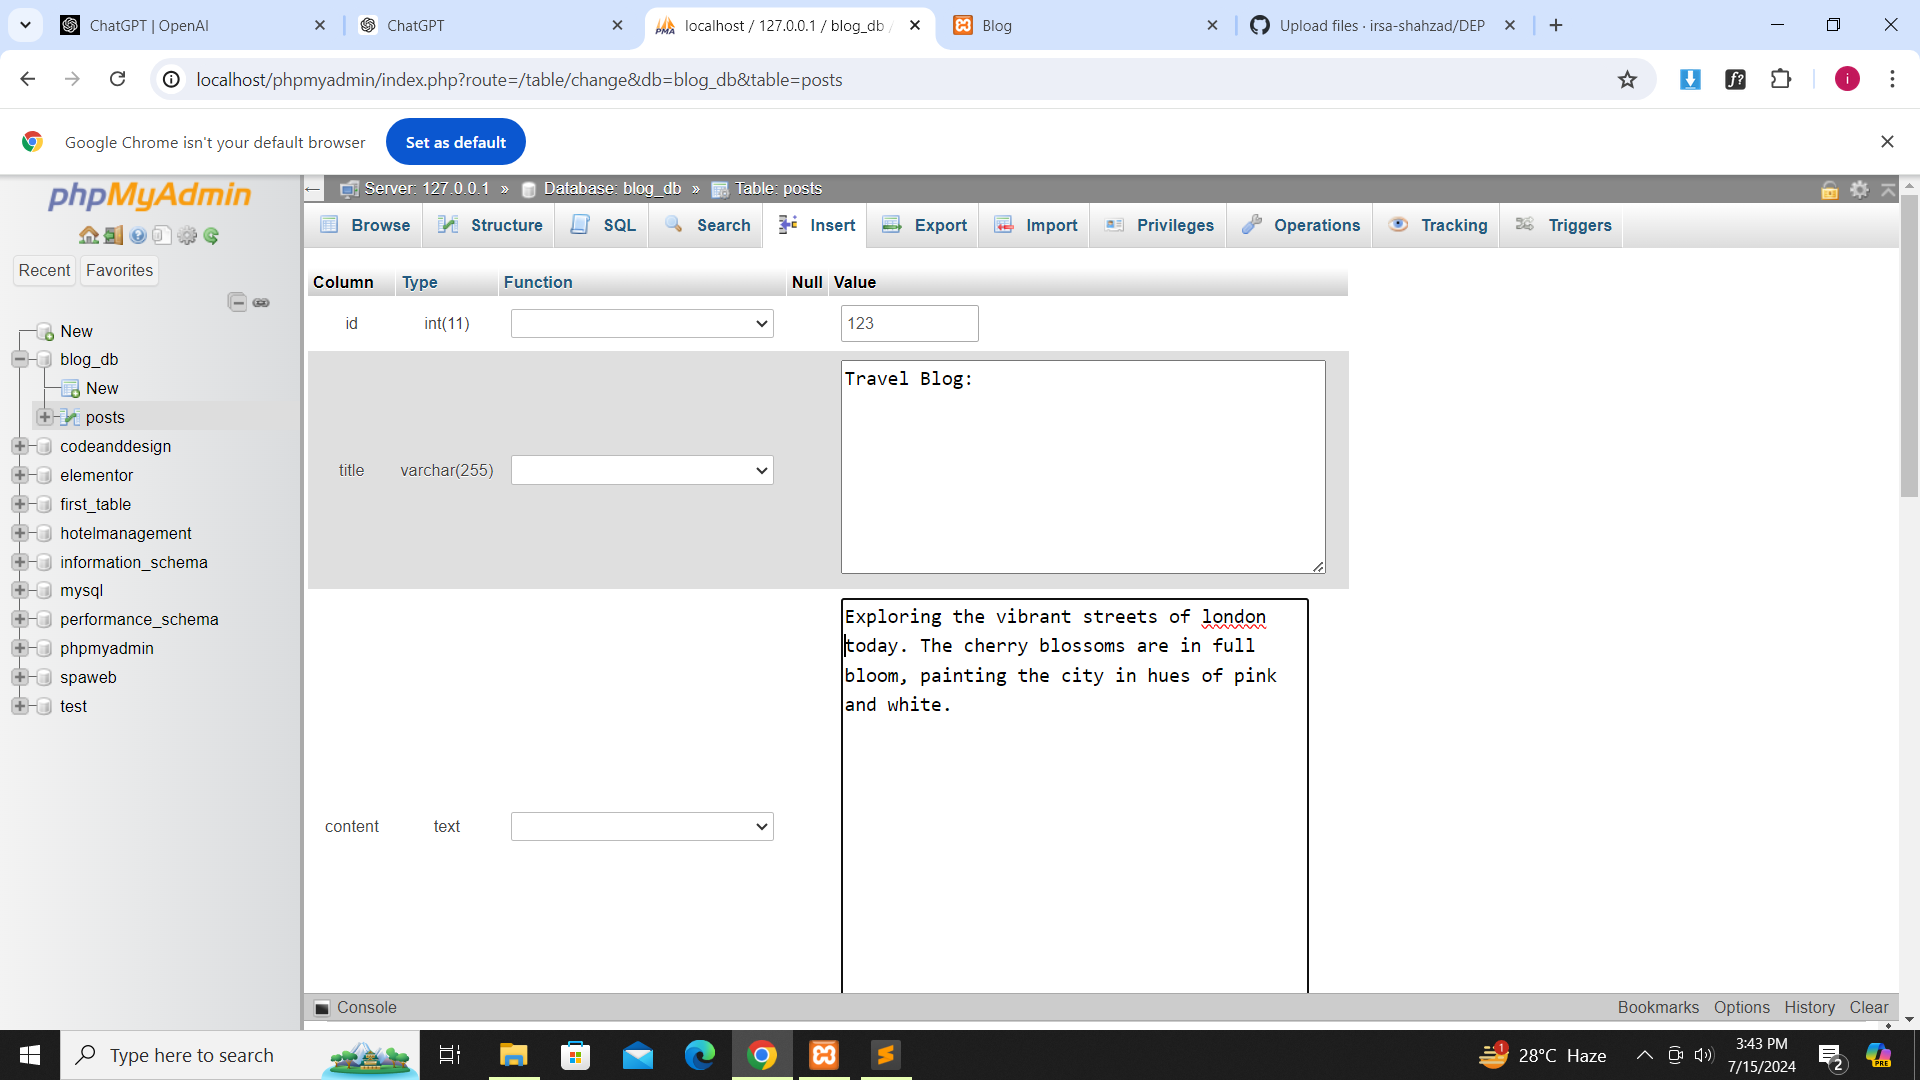 ChatGPT | OpenAI
ChatGPT
localhost / 127.0.0.1 / blog_db /
Blog
Upload files · irsa-shahzad/DEP
localhost/phpmyadmin/index.php?route=/table/change&db=blog_db&table=posts
f?
i
Google Chrome isn't your default browser
Set as default
phpMyAdmin
Server: 127.0.0.1 » Database: blog_db » Table: posts
Browse Structure SQL Search Insert Export Import Privileges Operations Tracking Triggers
Recent Favorites
New
blog_db
New
posts
codeanddesign
elementor
first_table
hotelmanagement
information_schema
mysql
performance_schema
phpmyadmin
spaweb
test
Column Type Function Null Value
id int(11) 123
title varchar(255)
Travel Blog:
content text
Exploring the vibrant streets of london
today. The cherry blossoms are in full
bloom, painting the city in hues of pink
and white.
Console
Bookmarks Options History Clear
Type here to search
1
28°C Haze
3:43 PM
7/15/2024
2
PRE